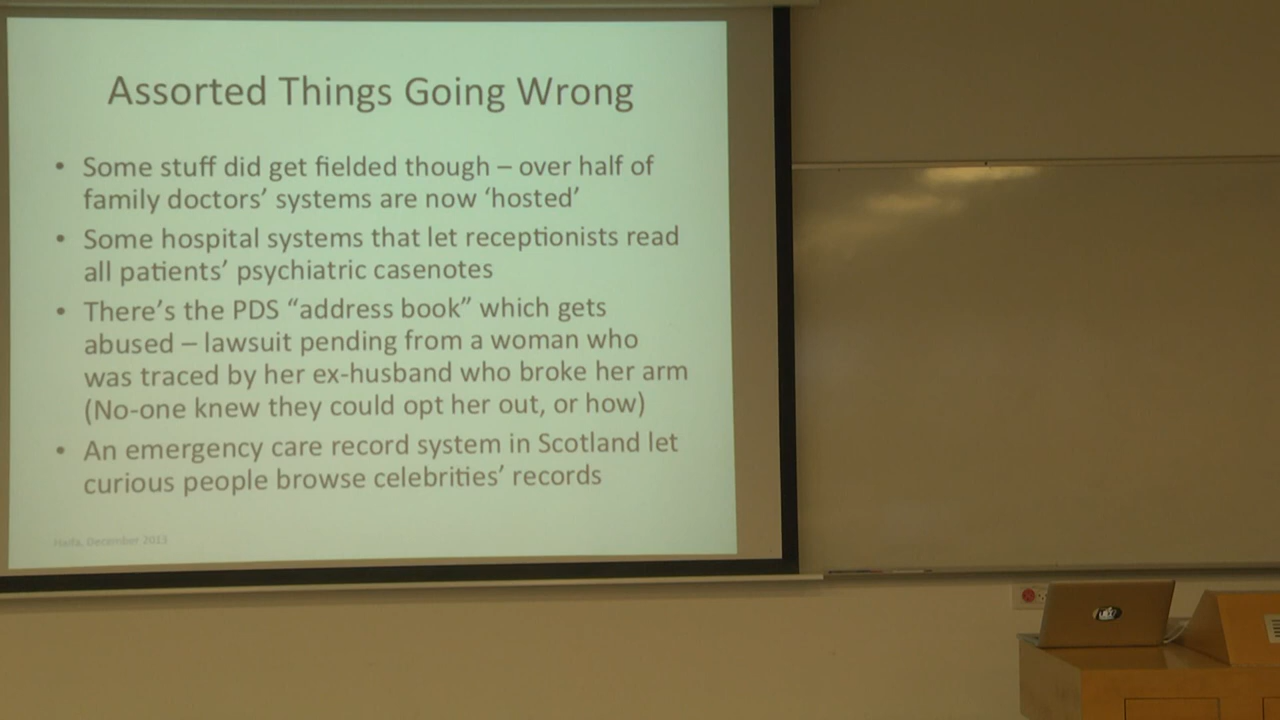 Assorted Things Going Wrong
• Some stuff did get fielded though – over half of
family doctors’ systems are now ‘hosted’
• Some hospital systems that let receptionists read
all patients’ psychiatric casenotes
• There’s the PDS “address book” which gets
abused – lawsuit pending from a woman who
was traced by her ex-husband who broke her arm
(No-one knew they could opt her out, or how)
• An emergency care record system in Scotland let
curious people browse celebrities’ records
Haifa, December 2013